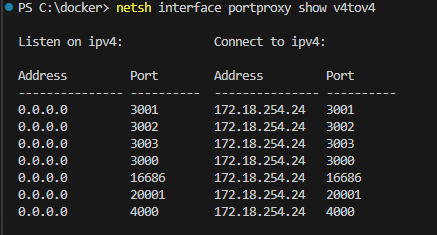 PS C:\docker> netsh interface portproxy show v4tov4
Listen on ipv4:             Connect to ipv4:
Address         Port        Address         Port
--------------- ----------  --------------- ----------
0.0.0.0         3001        172.18.254.24   3001
0.0.0.0         3002        172.18.254.24   3002
0.0.0.0         3003        172.18.254.24   3003
0.0.0.0         3000        172.18.254.24   3000
0.0.0.0         16686       172.18.254.24   16686
0.0.0.0         20001       172.18.254.24   20001
0.0.0.0         4000        172.18.254.24   4000